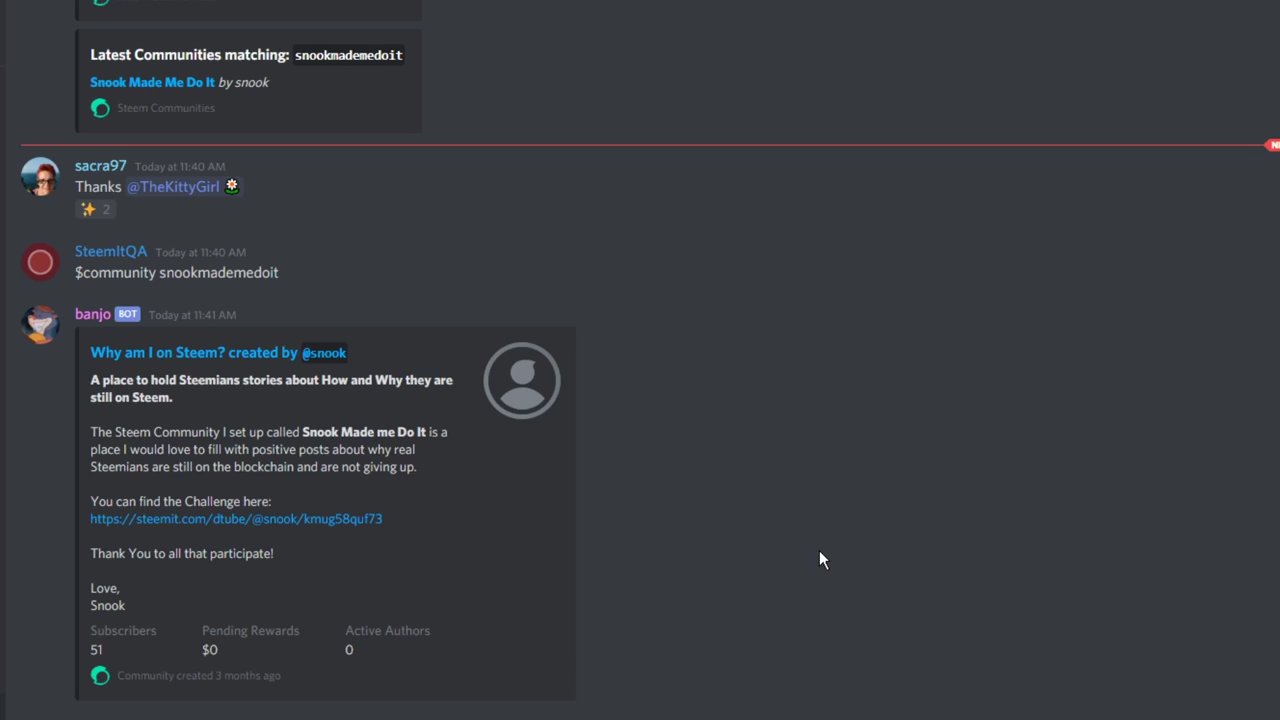 Latest Communities matching: snookmademedoit
Snook Made Me Do It by snook
Steem Communities
sacra97 Today at 11:40 AM
Thanks @TheKittyGirl
2
SteemItQA Today at 11:40 AM
$community snookmademedoit
banjo BOT Today at 11:41 AM
Why am I on Steem? created by @snook
A place to hold Steemians stories about How and Why they are
still on Steem.
The Steem Community I set up called Snook Made me Do It is a
place I would love to fill with positive posts about why real
Steemians are still on the blockchain and are not giving up.
You can find the Challenge here:
https://steemit.com/dtube/@snook/kmug58quf73
Thank You to all that participate!
Love,
Snook
Subscribers Pending Rewards Active Authors
51 $0 0
Community created 3 months ago